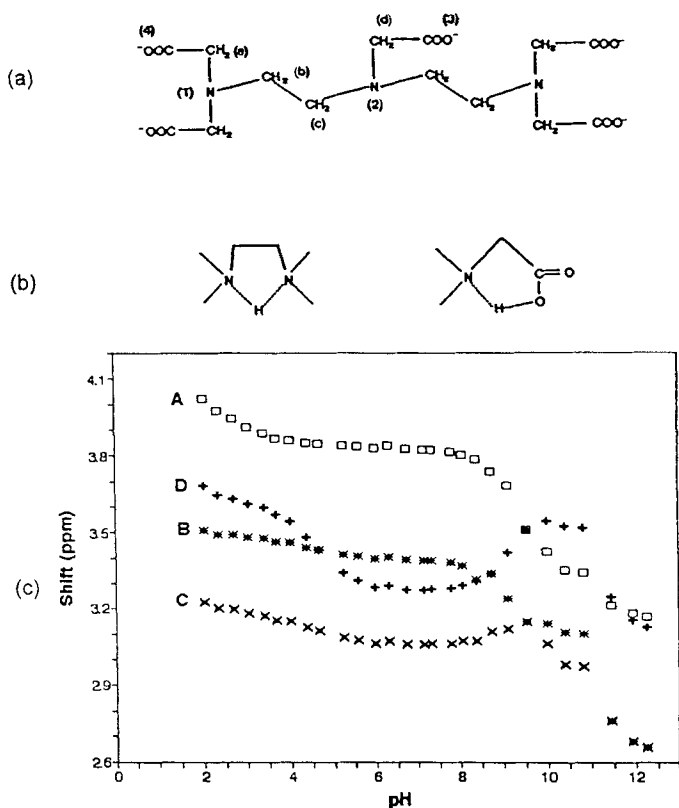 (a)
(4) (d) (3)
⁻OOC CH₂ (e) CH₂ COO⁻ CH₂ COO⁻
CH₂ (b) CH₂
(1) N N N
CH₂ (2) CH₂
(c)
⁻OOC CH₂ CH₂ COO⁻
(b)
N N N C O
H H O
(c)
Shift (ppm)
4.1
3.8
3.5
3.2
2.9
2.6
A
D
B
C
0 2 4 6 8 10 12
pH